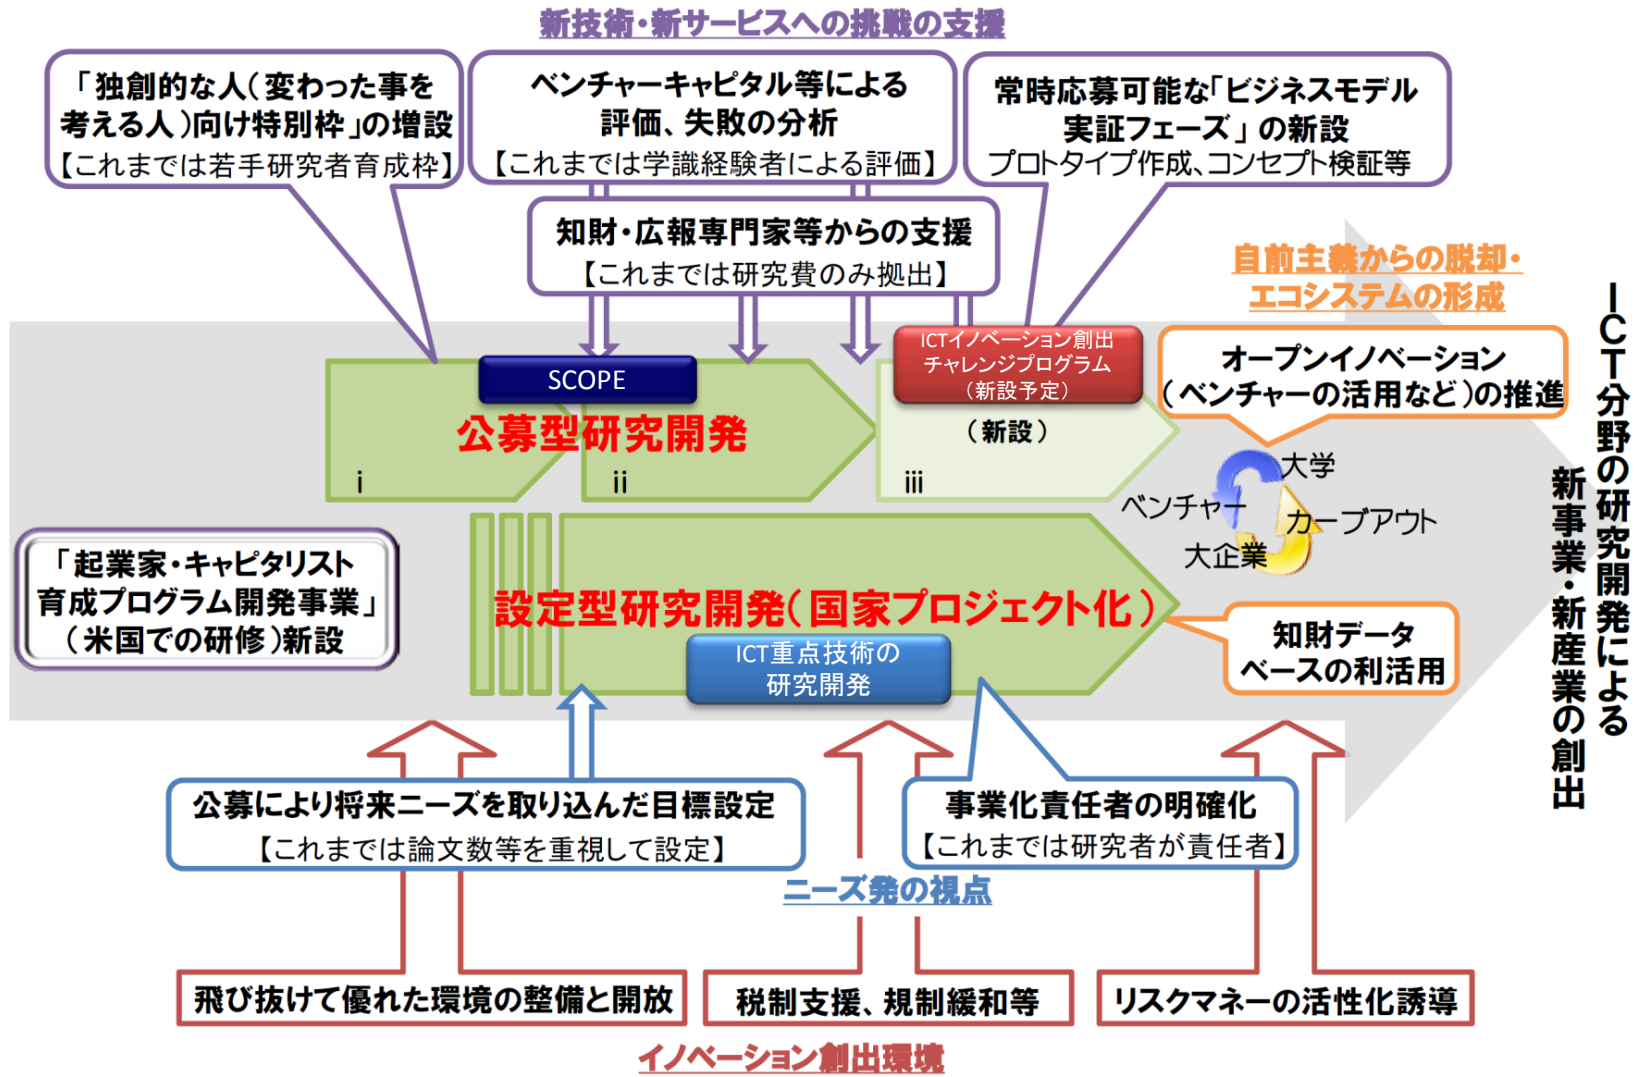 新技術・新サービスへの挑戦の支援
「独創的な人（変わった事を
考える人）向け特別枠」の増設
【これまでは若手研究者育成枠】
ベンチャーキャピタル等による
評価、失敗の分析
【これまでは学識経験者による評価】
常時応募可能な「ビジネスモデル
実証フェーズ」の新設
プロトタイプ作成、コンセプト検証等
知財・広報専門家等からの支援
【これまでは研究費のみ拠出】
自前主義からの脱却・
エコシステムの形成
ICT分野の研究開発による
新事業・新産業の創出
SCOPE
ICTイノベーション創出
チャレンジプログラム
（新設予定）
オープンイノベーション
（ベンチャーの活用など）の推進
公募型研究開発
（新設）
i
ii
iii
大学
ベンチャー
カーブアウト
大企業
「起業家・キャピタリスト
育成プログラム開発事業」
（米国での研修）新設
設定型研究開発（国家プロジェクト化）
ICT重点技術の
研究開発
知財データ
ベースの利活用
公募により将来ニーズを取り込んだ目標設定
【これまでは論文数等を重視して設定】
事業化責任者の明確化
【これまでは研究者が責任者】
ニーズ発の視点
飛び抜けて優れた環境の整備と開放
税制支援、規制緩和等
リスクマネーの活性化誘導
イノベーション創出環境